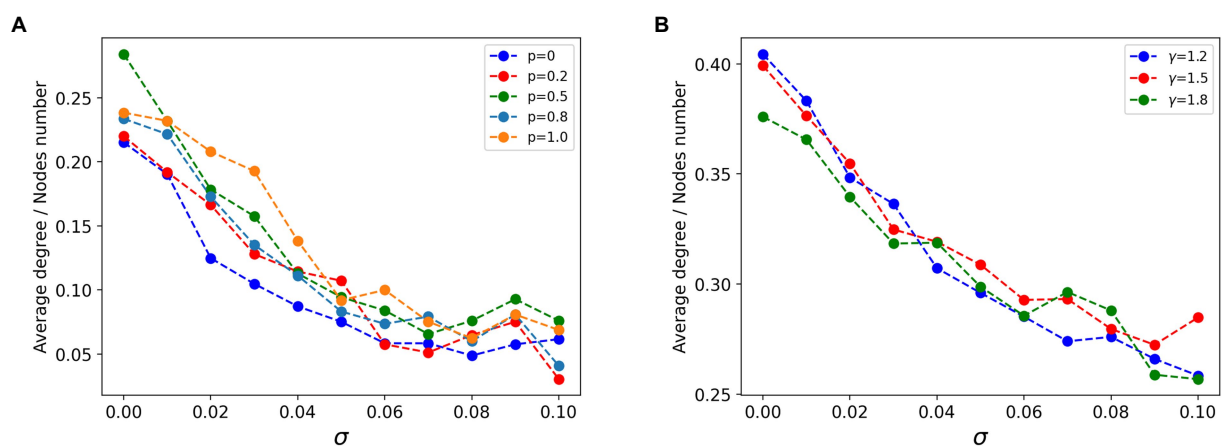 A
Average degree / Nodes number
0.25
0.20
0.15
0.10
0.05
0.00 0.02 0.04 0.06 0.08 0.10
σ
p=0
p=0.2
p=0.5
p=0.8
p=1.0
B
Average degree / Nodes number
0.40
0.35
0.30
0.25
0.00 0.02 0.04 0.06 0.08 0.10
σ
γ=1.2
γ=1.5
γ=1.8